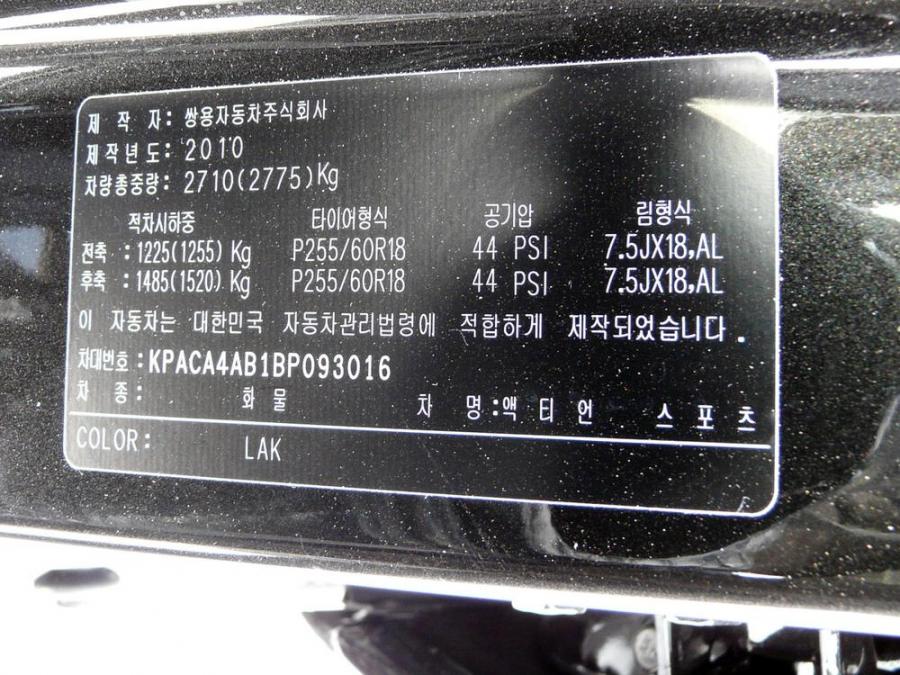 제 작 자: 쌍용자동차주식회사
제작년도: 2010
차량총중량: 2710(2775)Kg
적차시하중 타이어형식 공기압 림형식
전축 : 1225(1255) Kg P255/60R18 44 PSI 7.5JX18,AL
후축 : 1485(1520) Kg P255/60R18 44 PSI 7.5JX18,AL
이 자동차는 대한민국 자동차관리법령에 적합하게 제작되었습니다.
차대번호:KPACA4AB1BP093016
차 종: 화 물 차 명:액 티 언 스 포 츠
COLOR: LAK